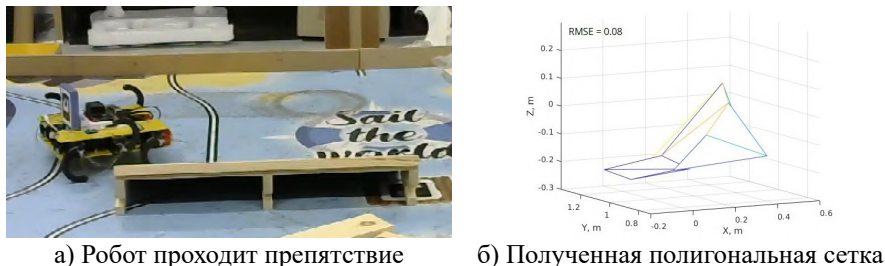 Sail
the
World
RMSE = 0.08
0.2
0.1
0
-0.1
-0.2
-0.3
Z, m
1.2
1
0.8
Y, m
-0.2
0
0.2
0.4
0.6
X, m
а) Робот проходит препятствие
б) Полученная полигональная сетка